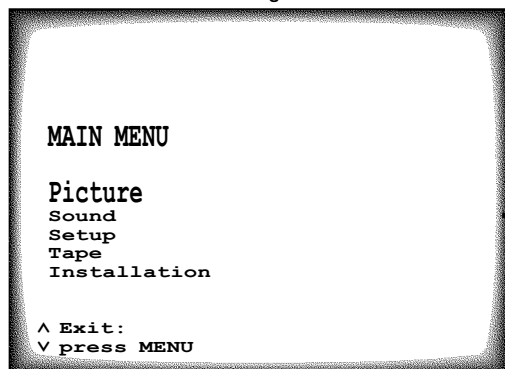 MAIN MENU
Picture
Sound
Setup
Tape
Installation
^ Exit:
v press MENU